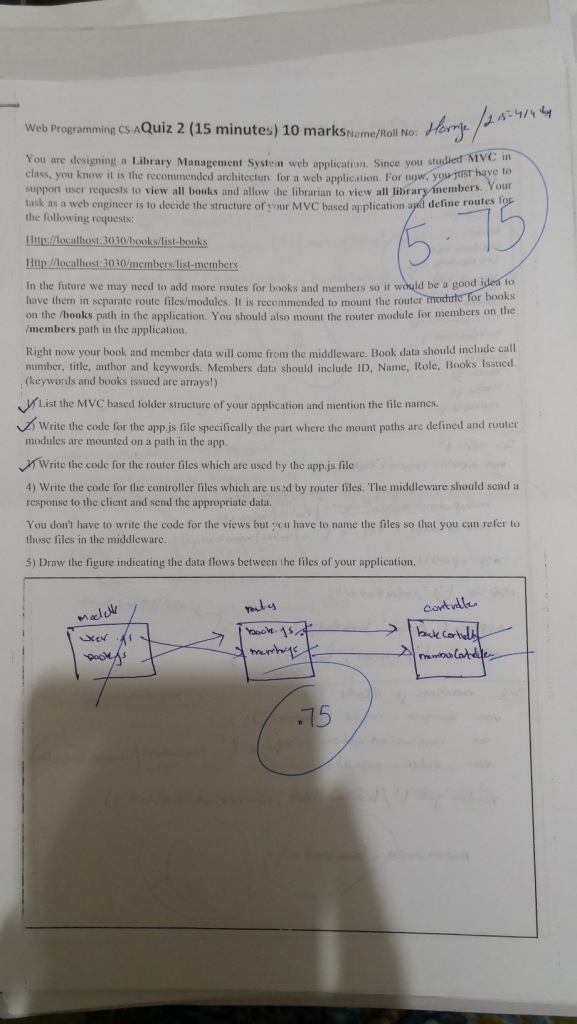 Web Programming CS-A Quiz 2 (15 minutes) 10 marks Name/Roll No:
You are designing a Library Management System web application. Since you studied MVC in
class, you know it is the recommended architecture for a web application. For now, you just have to
support user requests to view all books and allow the librarian to view all library members. Your
task as a web engineer is to decide the structure of your MVC based application and define routes for
the following requests:
5.75
Http://localhost:3030/books/list-books
Http://localhost:3030/members/list-members
In the future we may need to add more routes for books and members so it would be a good idea to
have them in separate route files/modules. It is recommended to mount the router module for books
on the /books path in the application. You should also mount the router module for members on the
/members path in the application.
Right now your book and member data will come from the middleware. Book data should include call
number, title, author and keywords. Members data should include ID, Name, Role, Books Issued.
(keywords and books issued are arrays!)
1) List the MVC based folder structure of your application and mention the file names.
2) Write the code for the app.js file specifically the part where the mount paths are defined and router
modules are mounted on a path in the app.
3) Write the code for the router files which are used by the app.js file
4) Write the code for the controller files which are used by router files. The middleware should send a
response to the client and send the appropriate data.
You don't have to write the code for the views but you have to name the files so that you can refer to
those files in the middleware.
5) Draw the figure indicating the data flows between the files of your application.
routes
user.js
book.js
book.js
.75